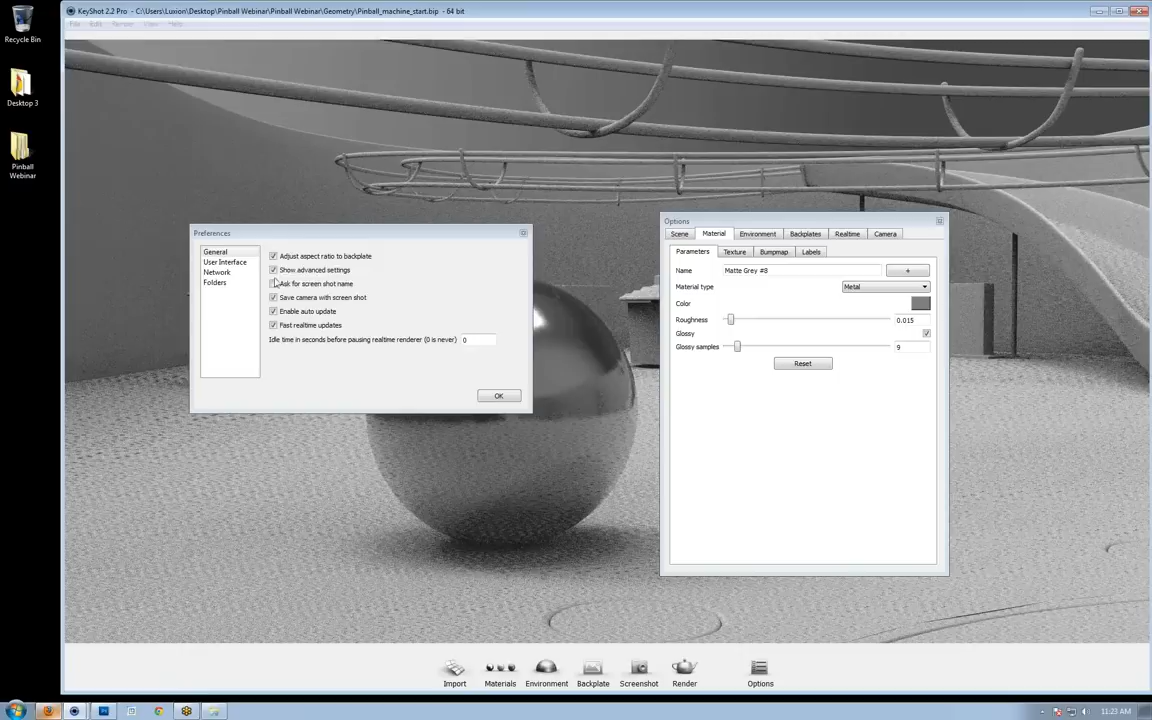 KeyShot 2.2 Pro - C:\Users\Luxion\Desktop\Pinball Webinar\Pinball Webinar\Geometry\Pinball_machine_start.bip - 64 bit
File Edit Render View Help
Recycle Bin
Desktop 3
Pinball
Webinar
Preferences
General
User Interface
Network
Folders
Adjust aspect ratio to backplate
Show advanced settings
Ask for screen shot name
Save camera with screen shot
Enable auto update
Fast realtime updates
Idle time in seconds before pausing realtime renderer (0 is never) 0
OK
Options
Scene Material Environment Backplates Realtime Camera
Parameters Texture Bumpmap Labels
Name Matte Grey #8 +
Material type Metal
Color
Roughness 0.015
Glossy
Glossy samples 9
Reset
Import Materials Environment Backplate Screenshot Render Options
11:23 AM